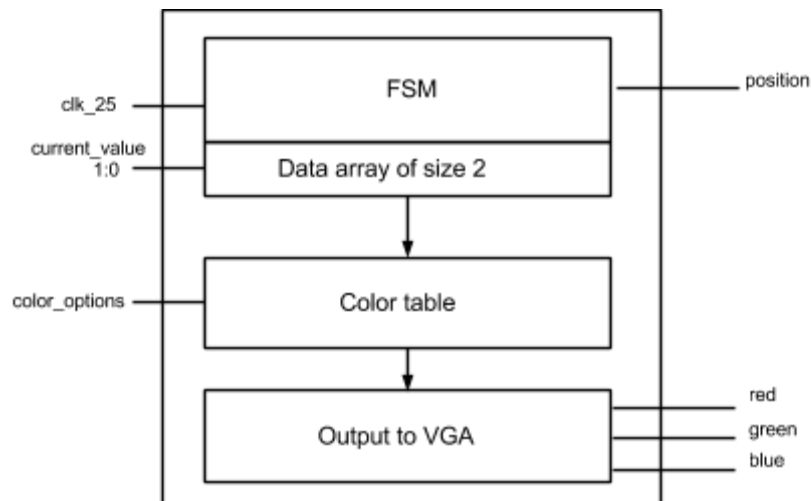 FSM
position
clk_25
current_value
1:0
Data array of size 2
color_options
Color table
red
Output to VGA
green
blue